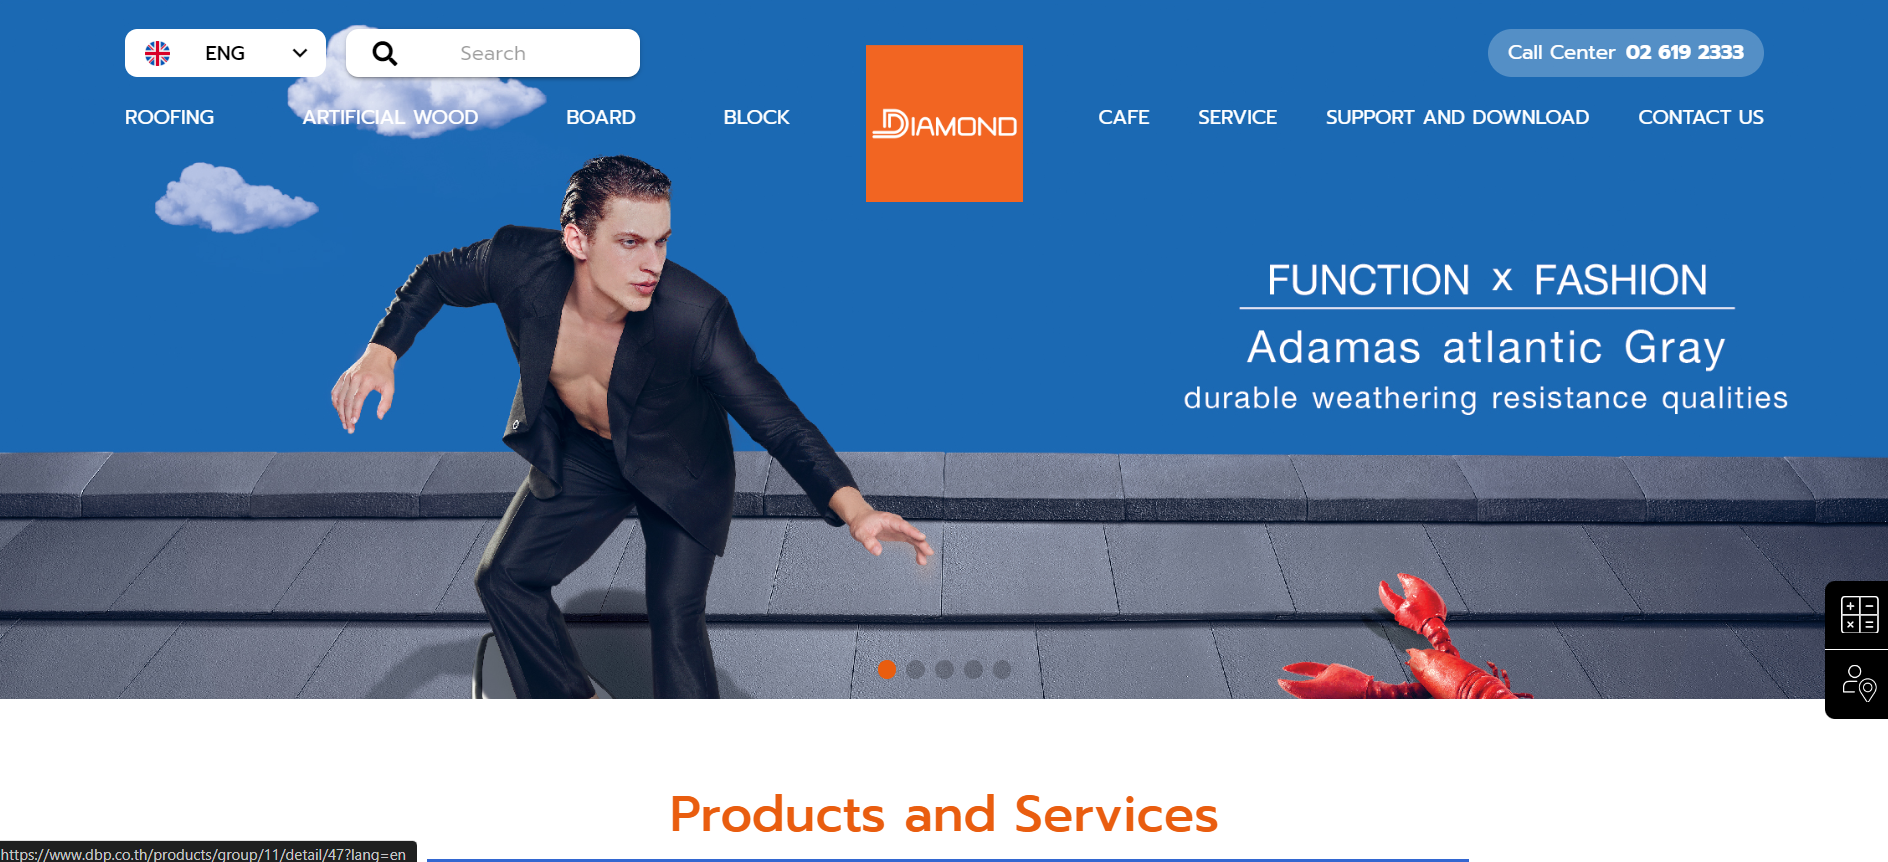 ENG
Search
Call Center 02 619 2333
ROOFING
ARTIFICIAL WOOD
BOARD
BLOCK
DIAMOND
CAFE
SERVICE
SUPPORT AND DOWNLOAD
CONTACT US
FUNCTION x FASHION
Adamas atlantic Gray
durable weathering resistance qualities
Products and Services
https://www.dbp.co.th/products/group/11/detail/47?lang=en